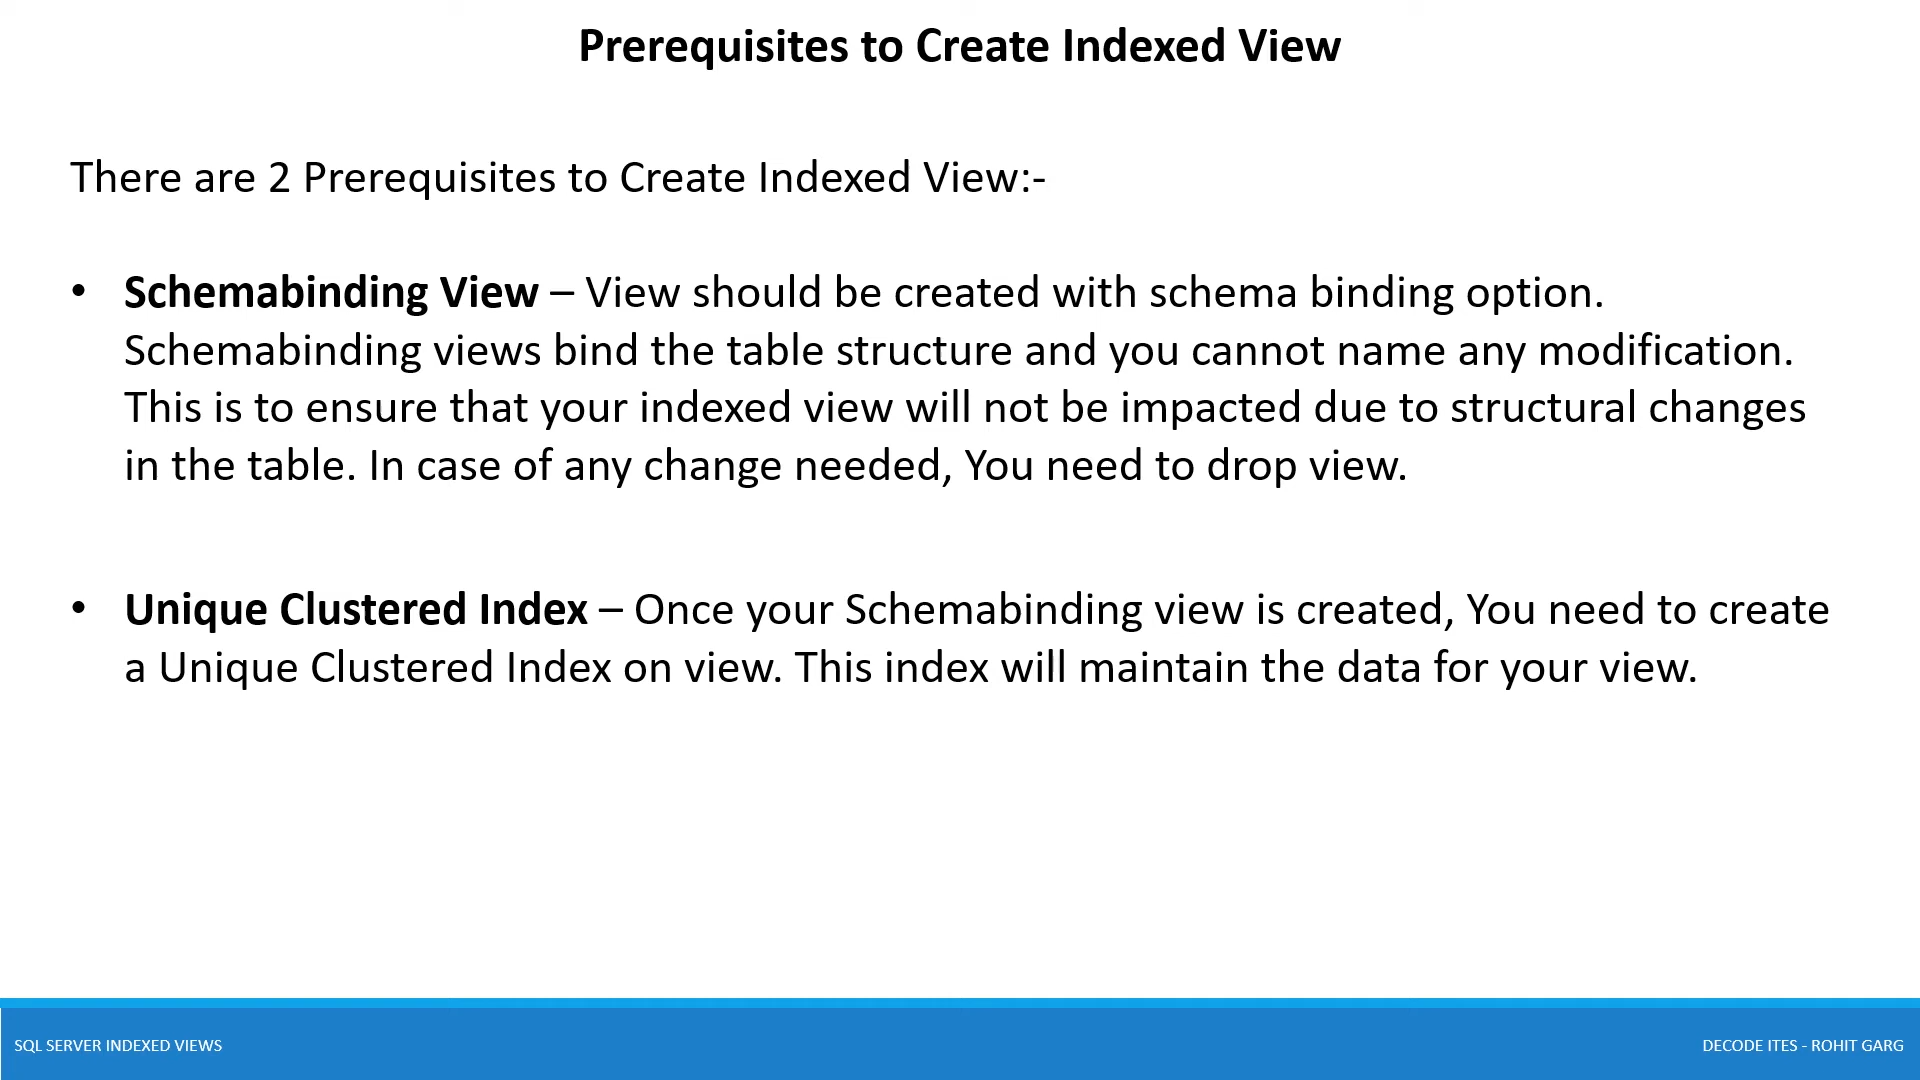 Prerequisites to Create Indexed View
There are 2 Prerequisites to Create Indexed View:-
• Schemabinding View – View should be created with schema binding option.
Schemabinding views bind the table structure and you cannot name any modification.
This is to ensure that your indexed view will not be impacted due to structural changes
in the table. In case of any change needed, You need to drop view.
• Unique Clustered Index – Once your Schemabinding view is created, You need to create
a Unique Clustered Index on view. This index will maintain the data for your view.
SQL SERVER INDEXED VIEWS
DECODE ITES - ROHIT GARG